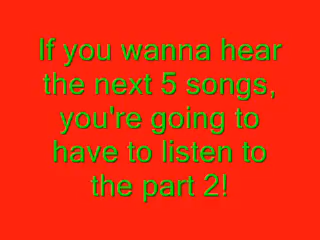 If you wanna hear
the next 5 songs,
you're going to
have to listen to
the part 2!